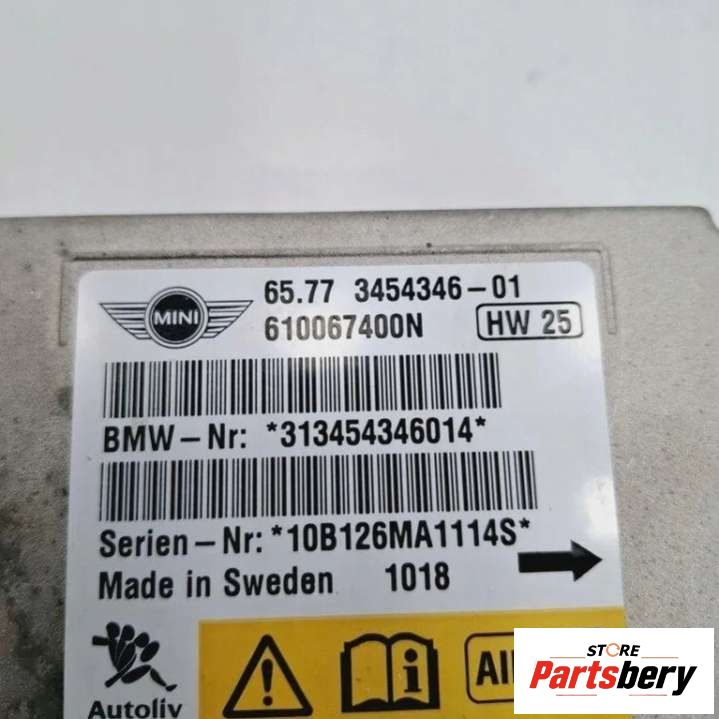 MINI
65.77 3454346-01
610067400N HW 25
BMW-Nr: *313454346014*
Serien-Nr: *10B126MA1114S*
Made in Sweden 1018
Autoliv
STORE
Partsbery